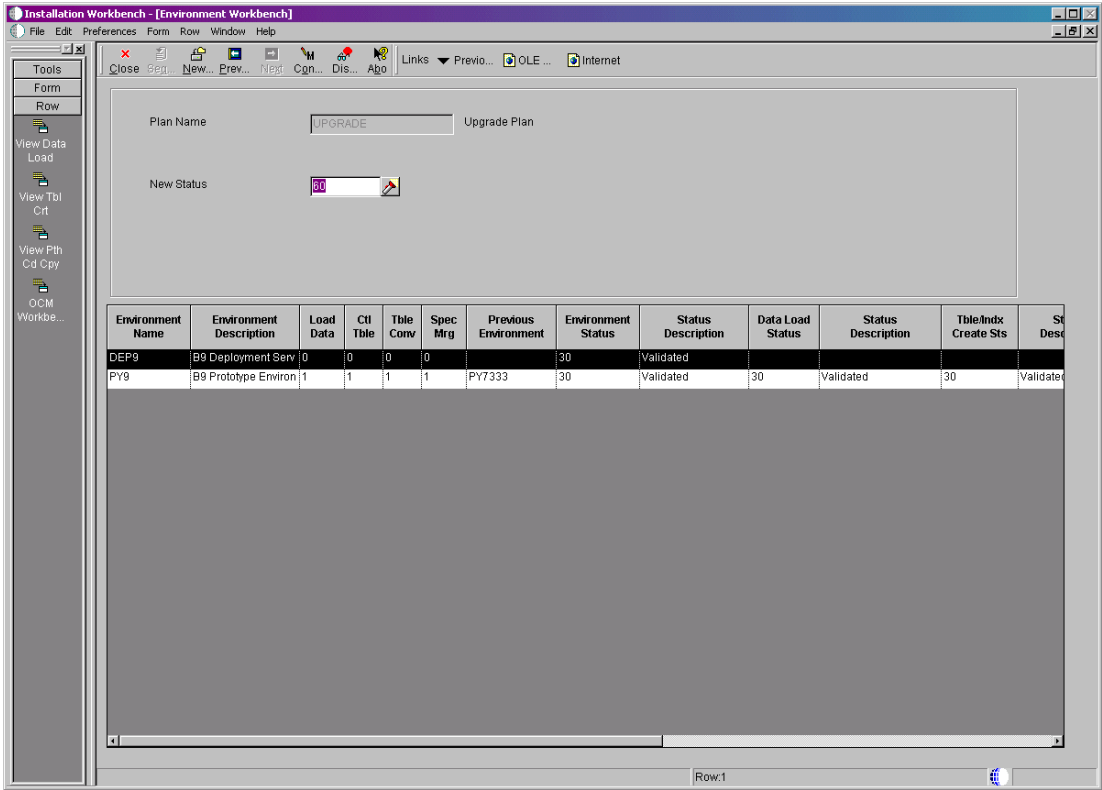 Installation Workbench - [Environment Workbench]
File Edit Preferences Form Row Window Help
Tools
Form
Row
View Data
Load
View Tbl
Crt
View Pth
Cd Cpy
OCM
Workbe...
Close Seq... New... Prev... Next Con... Dis... Abo Links Previo... OLE ... Internet
Plan Name UPGRADE Upgrade Plan
New Status 60
Environment Environment Load Ctl Tble Spec Previous Environment Status Data Load Status Tble/Indx St
Name Description Data Tble Conv Mrg Environment Status Description Status Description Create Sts Desc
DEP9 B9 Deployment Serv 0 0 0 0 30 Validated
PY9 B9 Prototype Environ 1 1 1 1 PY7333 30 Validated 30 Validated 30 Validated
Row:1